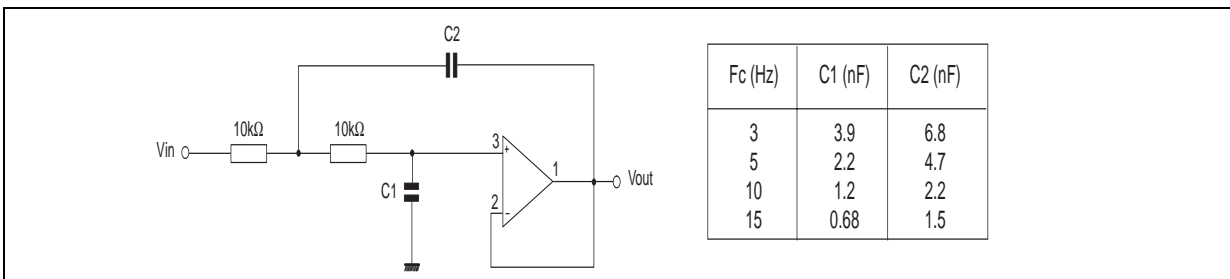 C2
10kΩ 10kΩ
Vin
3
+
1
Vout
C1
2
-
Fc (Hz) C1 (nF) C2 (nF)
3 3.9 6.8
5 2.2 4.7
10 1.2 2.2
15 0.68 1.5